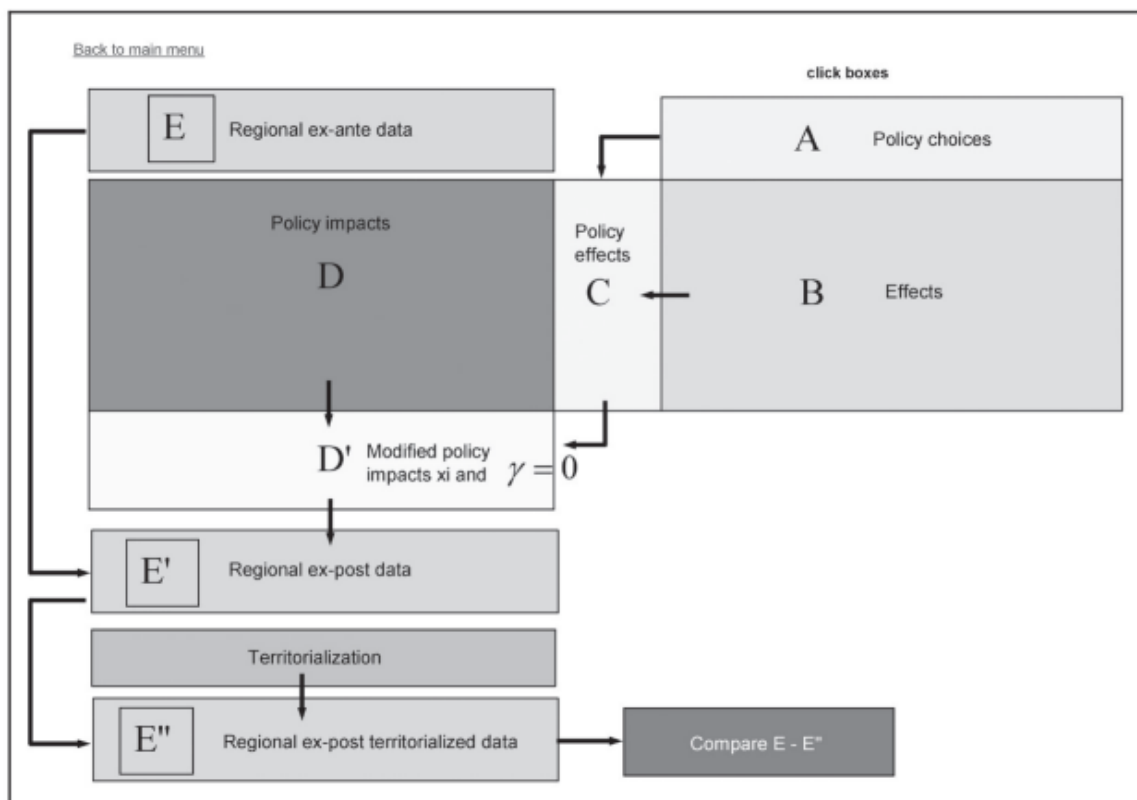 Back to main menu
click boxes
E Regional ex-ante data
A Policy choices
Policy impacts
D
Policy
effects
C
B Effects
D' Modified policy
impacts xi and γ = 0
E' Regional ex-post data
Territorialization
E" Regional ex-post territorialized data
Compare E - E"